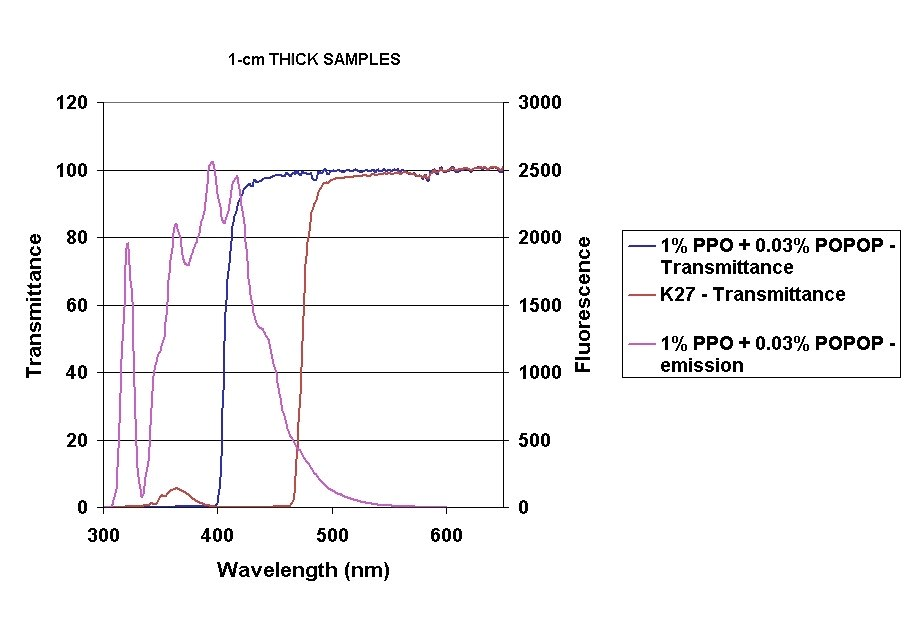 1-cm THICK SAMPLES
120
100
80
60
40
20
0
Transmittance
3000
2500
2000
1500
1000
500
0
Fluorescence
300 400 500 600
Wavelength (nm)
1% PPO + 0.03% POPOP -
Transmittance
K27 - Transmittance
1% PPO + 0.03% POPOP -
emission